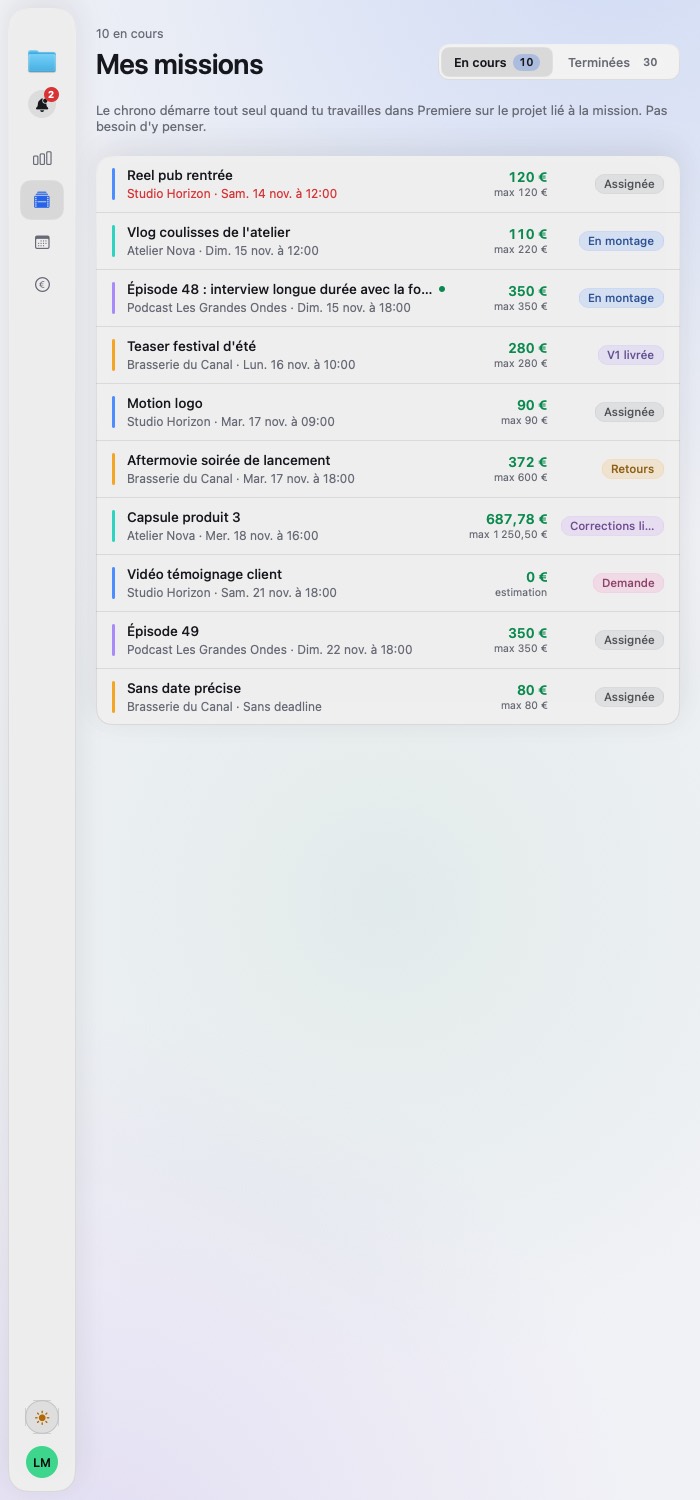 10 en cours
Mes missions
En cours 10
Terminées 30
2
Le chrono démarre tout seul quand tu travailles dans Premiere sur le projet lié à la mission. Pas
besoin d'y penser.
Reel pub rentrée
Studio Horizon · Sam. 14 nov. à 12:00
120 €
max 120 €
Assignée
Vlog coulisses de l'atelier
Atelier Nova · Dim. 15 nov. à 12:00
110 €
max 220 €
En montage
Épisode 48 : interview longue durée avec la fo...
Podcast Les Grandes Ondes · Dim. 15 nov. à 18:00
350 €
max 350 €
En montage
Teaser festival d'été
Brasserie du Canal · Lun. 16 nov. à 10:00
280 €
max 280 €
V1 livrée
Motion logo
Studio Horizon · Mar. 17 nov. à 09:00
90 €
max 90 €
Assignée
Aftermovie soirée de lancement
Brasserie du Canal · Mar. 17 nov. à 18:00
372 €
max 600 €
Retours
Capsule produit 3
Atelier Nova · Mer. 18 nov. à 16:00
687,78 €
max 1 250,50 €
Corrections li...
Vidéo témoignage client
Studio Horizon · Sam. 21 nov. à 18:00
0 €
estimation
Demande
Épisode 49
Podcast Les Grandes Ondes · Dim. 22 nov. à 18:00
350 €
max 350 €
Assignée
Sans date précise
Brasserie du Canal · Sans deadline
80 €
max 80 €
Assignée
LM